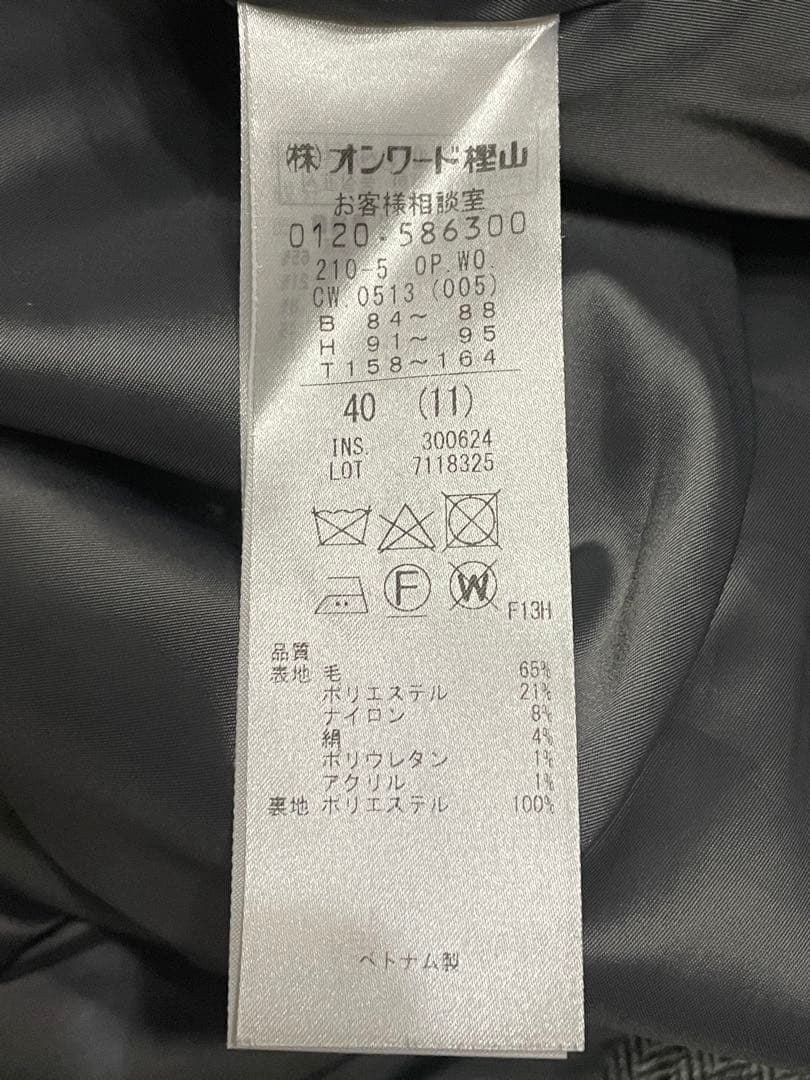 (株)オンワード樫山
お客様相談室
0120-586300
210-5 OP.WO.
CW.0513(005)
B 84～ 88
H 91～ 95
T158～164
40 (11)
INS. 300624
LOT 7118325
F W F13H
品質
表地 毛 65%
ポリエステル 21%
ナイロン 8%
絹 4%
ポリウレタン 1%
アクリル 1%
裏地 ポリエステル 100%
ベトナム製